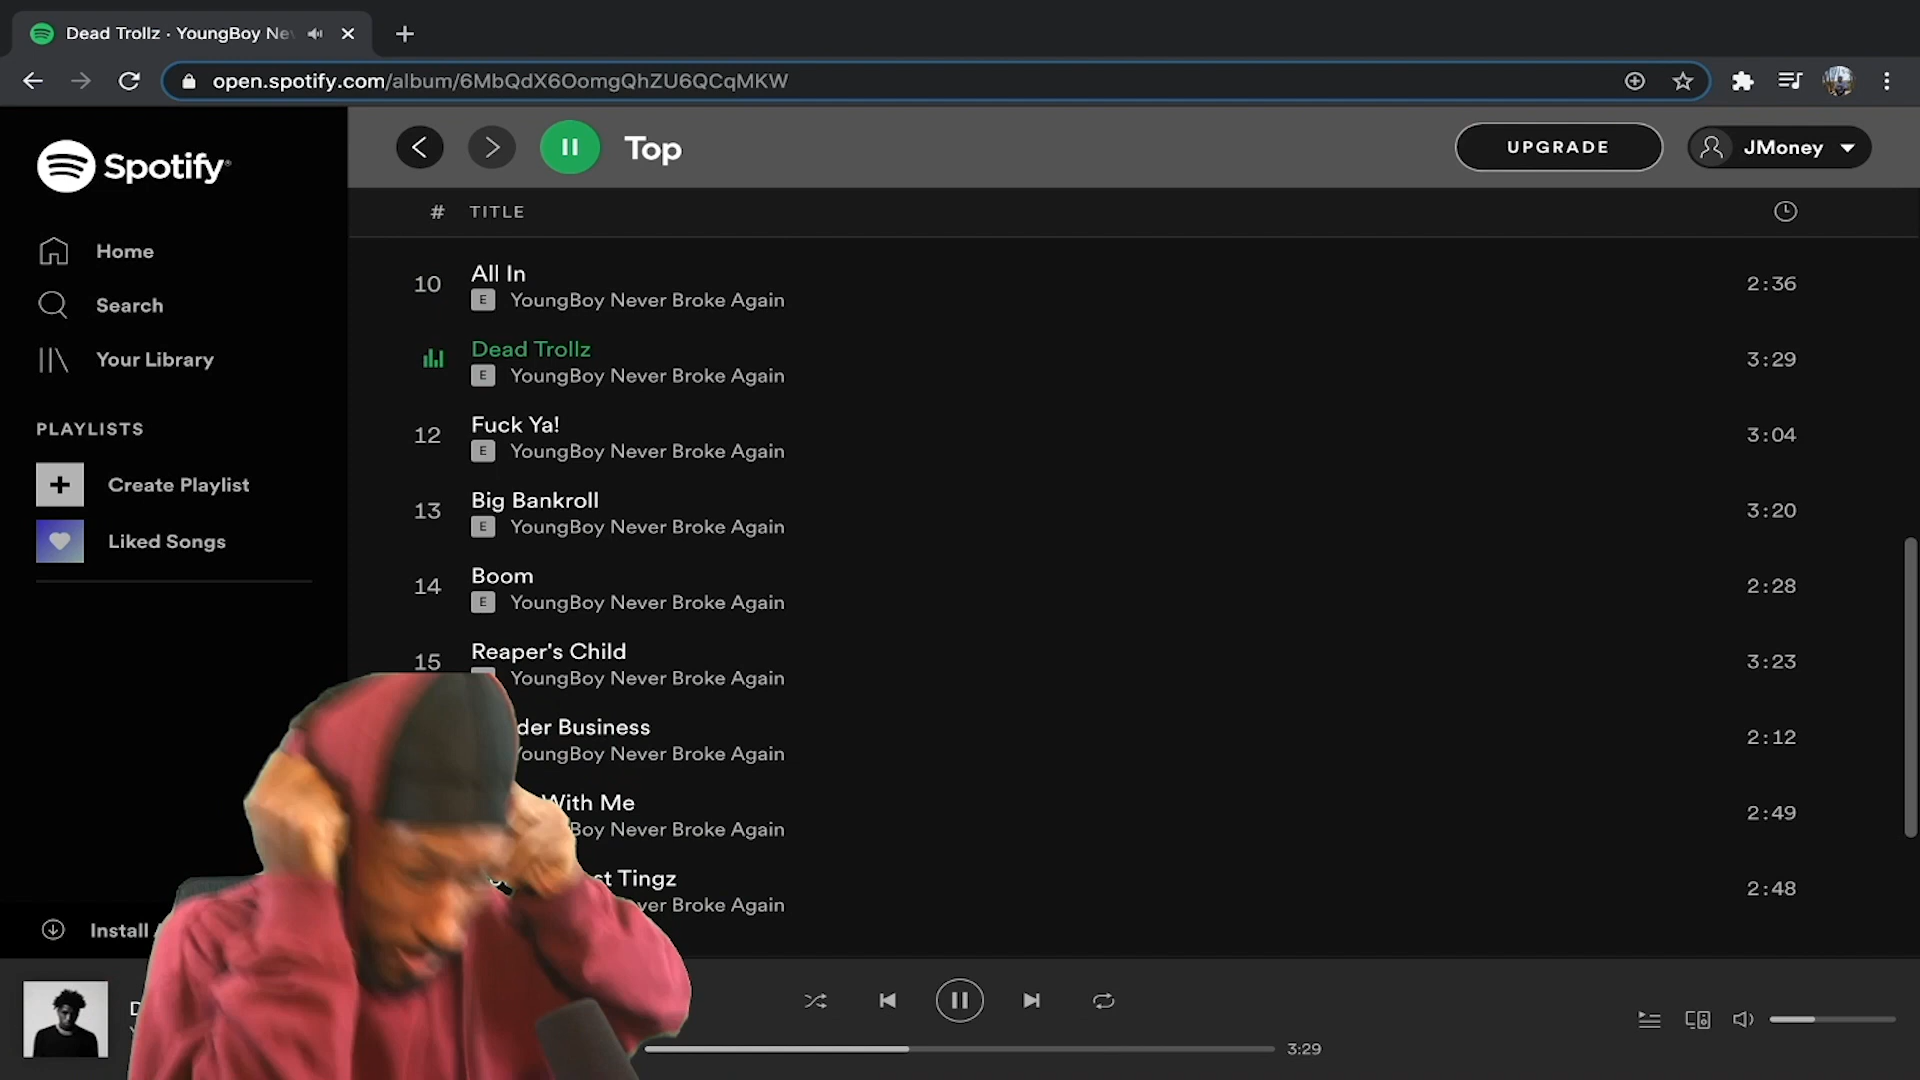 Dead Trollz · YoungBoy Ne
open.spotify.com/album/6MbQdX6OomgQhZU6QCqMKW
Spotify
Home
Search
Your Library
PLAYLISTS
Create Playlist
Liked Songs
Install
Top
UPGRADE
JMoney
# TITLE
10 All In 2:36
E YoungBoy Never Broke Again
Dead Trollz 3:29
E YoungBoy Never Broke Again
12 Fuck Ya! 3:04
E YoungBoy Never Broke Again
13 Big Bankroll 3:20
E YoungBoy Never Broke Again
14 Boom 2:28
E YoungBoy Never Broke Again
15 Reaper's Child 3:23
YoungBoy Never Broke Again
Business 2:12
YoungBoy Never Broke Again
With Me 2:49
Never Broke Again
Tingz 2:48
Broke Again
3:29